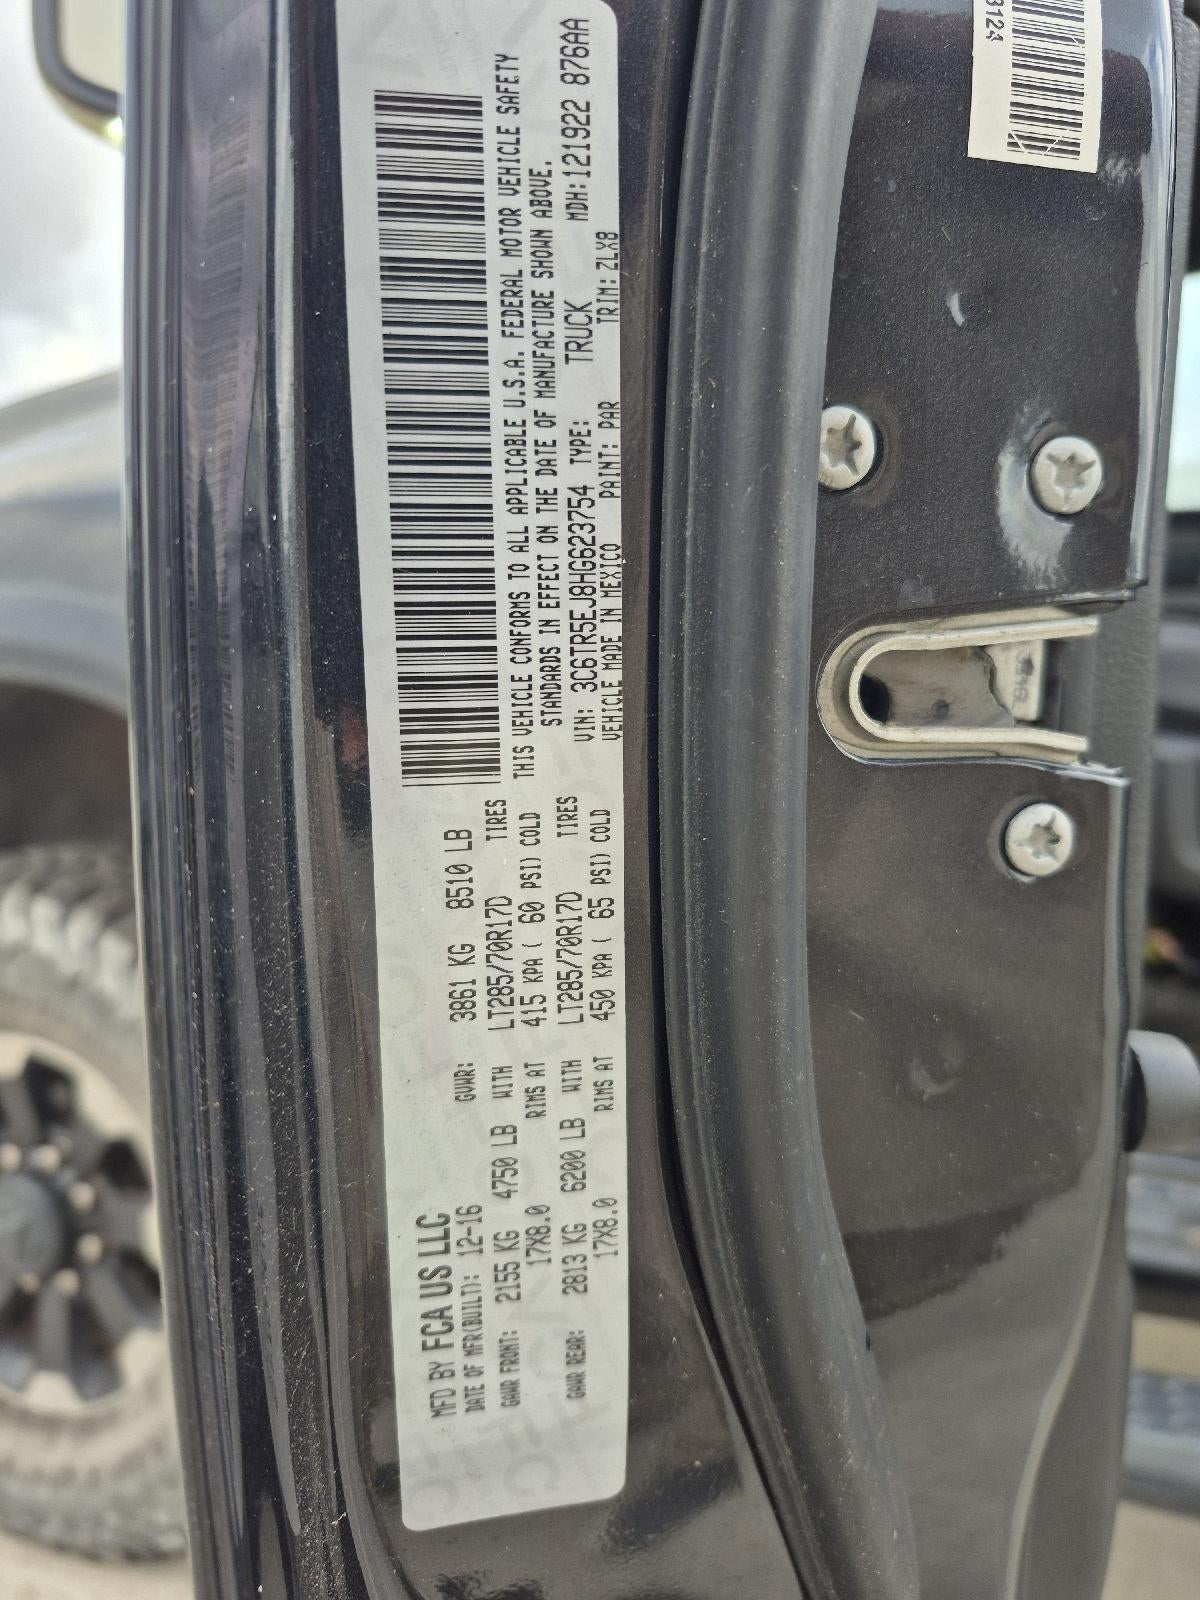 MFD BY FCA US LLC
DATE OF MFR(BUILT): 12-16 GVWR: 3861 KG 8510 LB
GAWR FRONT: 2155 KG 4750 LB WITH LT285/70R17D TIRES
17X8.0 RIMS AT 415 KPA ( 60 PSI) COLD
GAWR REAR: 2813 KG 6200 LB WITH LT285/70R17D TIRES
17X8.0 RIMS AT 450 KPA ( 65 PSI) COLD
THIS VEHICLE CONFORMS TO ALL APPLICABLE U.S.A. FEDERAL MOTOR VEHICLE SAFETY
STANDARDS IN EFFECT ON THE DATE OF MANUFACTURE SHOWN ABOVE.
VIN: 3C6TR5EJ8HG623754 TYPE: TRUCK MDH:121922 876AA
VEHICLE MADE IN MEXICO PAINT: PAR TRIM: ZLX8
3124